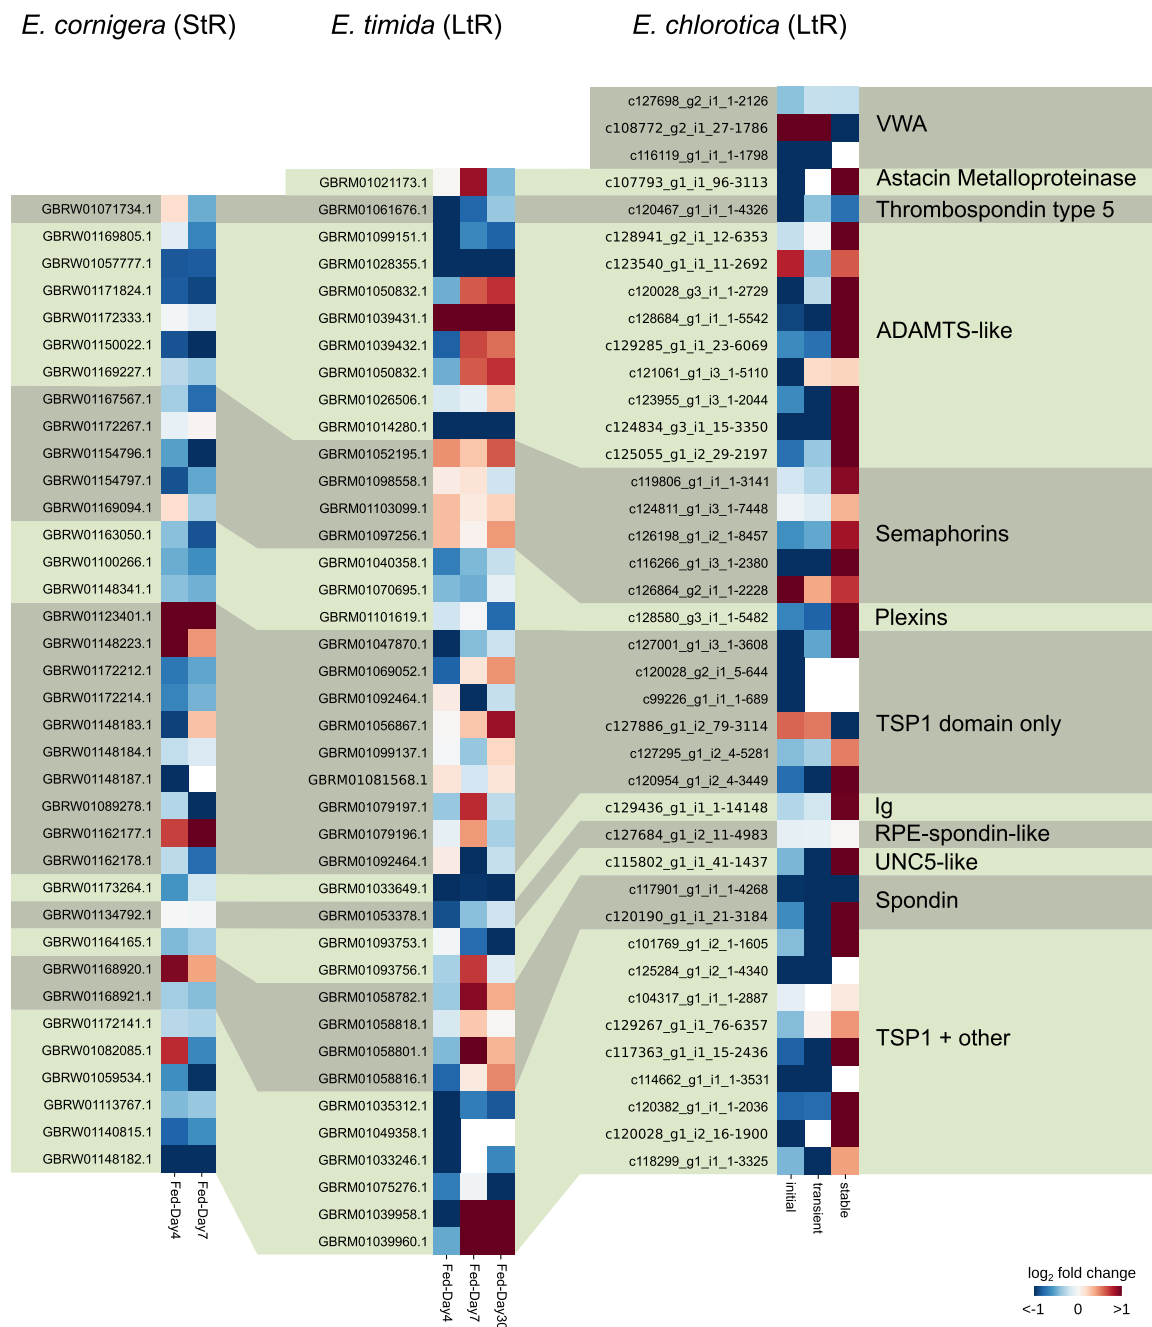 E. cornigera (StR)
E. timida (LtR)
E. chlorotica (LtR)
GBRW01071734.1
GBRW01169805.1
GBRW01057777.1
GBRW01171824.1
GBRW01172333.1
GBRW01150022.1
GBRW01169227.1
GBRW01167567.1
GBRW01172267.1
GBRW01154796.1
GBRW01154797.1
GBRW01169094.1
GBRW01163050.1
GBRW01100266.1
GBRW01148341.1
GBRW01123401.1
GBRW01148223.1
GBRW01172212.1
GBRW01172214.1
GBRW01148183.1
GBRW01148184.1
GBRW01148187.1
GBRW01089278.1
GBRW01162177.1
GBRW01162178.1
GBRW01173264.1
GBRW01134792.1
GBRW01164165.1
GBRW01168920.1
GBRW01168921.1
GBRW01172141.1
GBRW01082085.1
GBRW01059534.1
GBRW01113767.1
GBRW01140815.1
GBRW01148182.1
Fed-Day4
Fed-Day7
GBRM01021173.1
GBRM01061676.1
GBRM01099151.1
GBRM01028355.1
GBRM01050832.1
GBRM01039431.1
GBRM01039432.1
GBRM01050832.1
GBRM01026506.1
GBRM01014280.1
GBRM01052195.1
GBRM01098558.1
GBRM01103099.1
GBRM01097256.1
GBRM01040358.1
GBRM01070695.1
GBRM01101619.1
GBRM01047870.1
GBRM01069052.1
GBRM01092464.1
GBRM01056867.1
GBRM01099137.1
GBRM01081568.1
GBRM01079197.1
GBRM01079196.1
GBRM01092464.1
GBRM01033649.1
GBRM01053378.1
GBRM01093753.1
GBRM01093756.1
GBRM01058782.1
GBRM01058818.1
GBRM01058801.1
GBRM01058816.1
GBRM01035312.1
GBRM01049358.1
GBRM01033246.1
GBRM01075276.1
GBRM01039958.1
GBRM01039960.1
Fed-Day4
Fed-Day7
Fed-Day30
c127698_g2_i1_1-2126
c108772_g2_i1_27-1786
c116119_g1_i1_1-1798
c107793_g1_i1_96-3113
c120467_g1_i1_1-4326
c128941_g2_i1_12-6353
c123540_g1_i1_11-2692
c120028_g3_i1_1-2729
c128684_g1_i1_1-5542
c129285_g1_i1_23-6069
c121061_g1_i3_1-5110
c123955_g1_i3_1-2044
c124834_g3_i1_15-3350
c125055_g1_i2_29-2197
c119806_g1_i1_1-3141
c124811_g1_i3_1-7448
c126198_g1_i2_1-8457
c116266_g1_i3_1-2380
c126864_g2_i1_1-2228
c128580_g3_i1_1-5482
c127001_g1_i3_1-3608
c120028_g2_i1_5-644
c99226_g1_i1_1-689
c127886_g1_i2_79-3114
c127295_g1_i2_4-5281
c120954_g1_i2_4-3449
c129436_g1_i1_1-14148
c127684_g1_i2_11-4983
c115802_g1_i1_41-1437
c117901_g1_i1_1-4268
c120190_g1_i1_21-3184
c101769_g1_i2_1-1605
c125284_g1_i2_1-4340
c104317_g1_i1_1-2887
c129267_g1_i1_76-6357
c117363_g1_i1_15-2436
c114662_g1_i1_1-3531
c120382_g1_i1_1-2036
c120028_g1_i2_16-1900
c118299_g1_i1_1-3325
initial
transient
stable
VWA
Astacin Metalloproteinase
Thrombospondin type 5
ADAMTS-like
Semaphorins
Plexins
TSP1 domain only
Ig
RPE-spondin-like
UNC5-like
Spondin
TSP1 + other
log2 fold change
<-1 0 >1